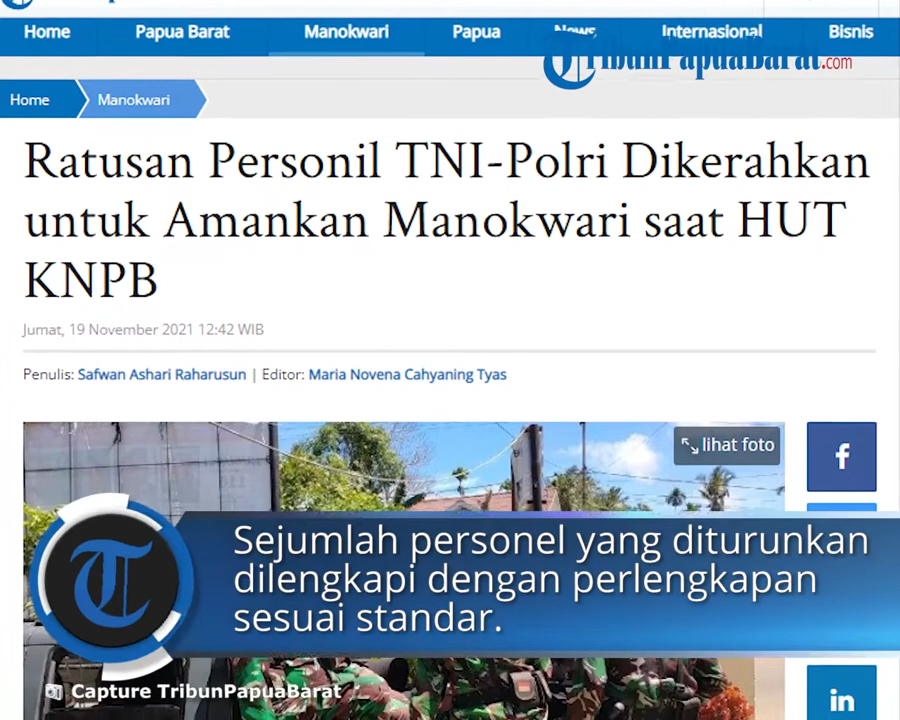 Home Papua Barat Manokwari Papua News Internasional Bisnis
TribunPapuaBarat.com
Home Manokwari
Ratusan Personil TNI-Polri Dikerahkan
untuk Amankan Manokwari saat HUT
KNPB
Jumat, 19 November 2021 12:42 WIB
Penulis: Safwan Ashari Raharusun | Editor: Maria Novena Cahyaning Tyas
lihat foto
f
Sejumlah personel yang diturunkan
dilengkapi dengan perlengkapan
sesuai standar.
T
Capture TribunPapuaBarat
in